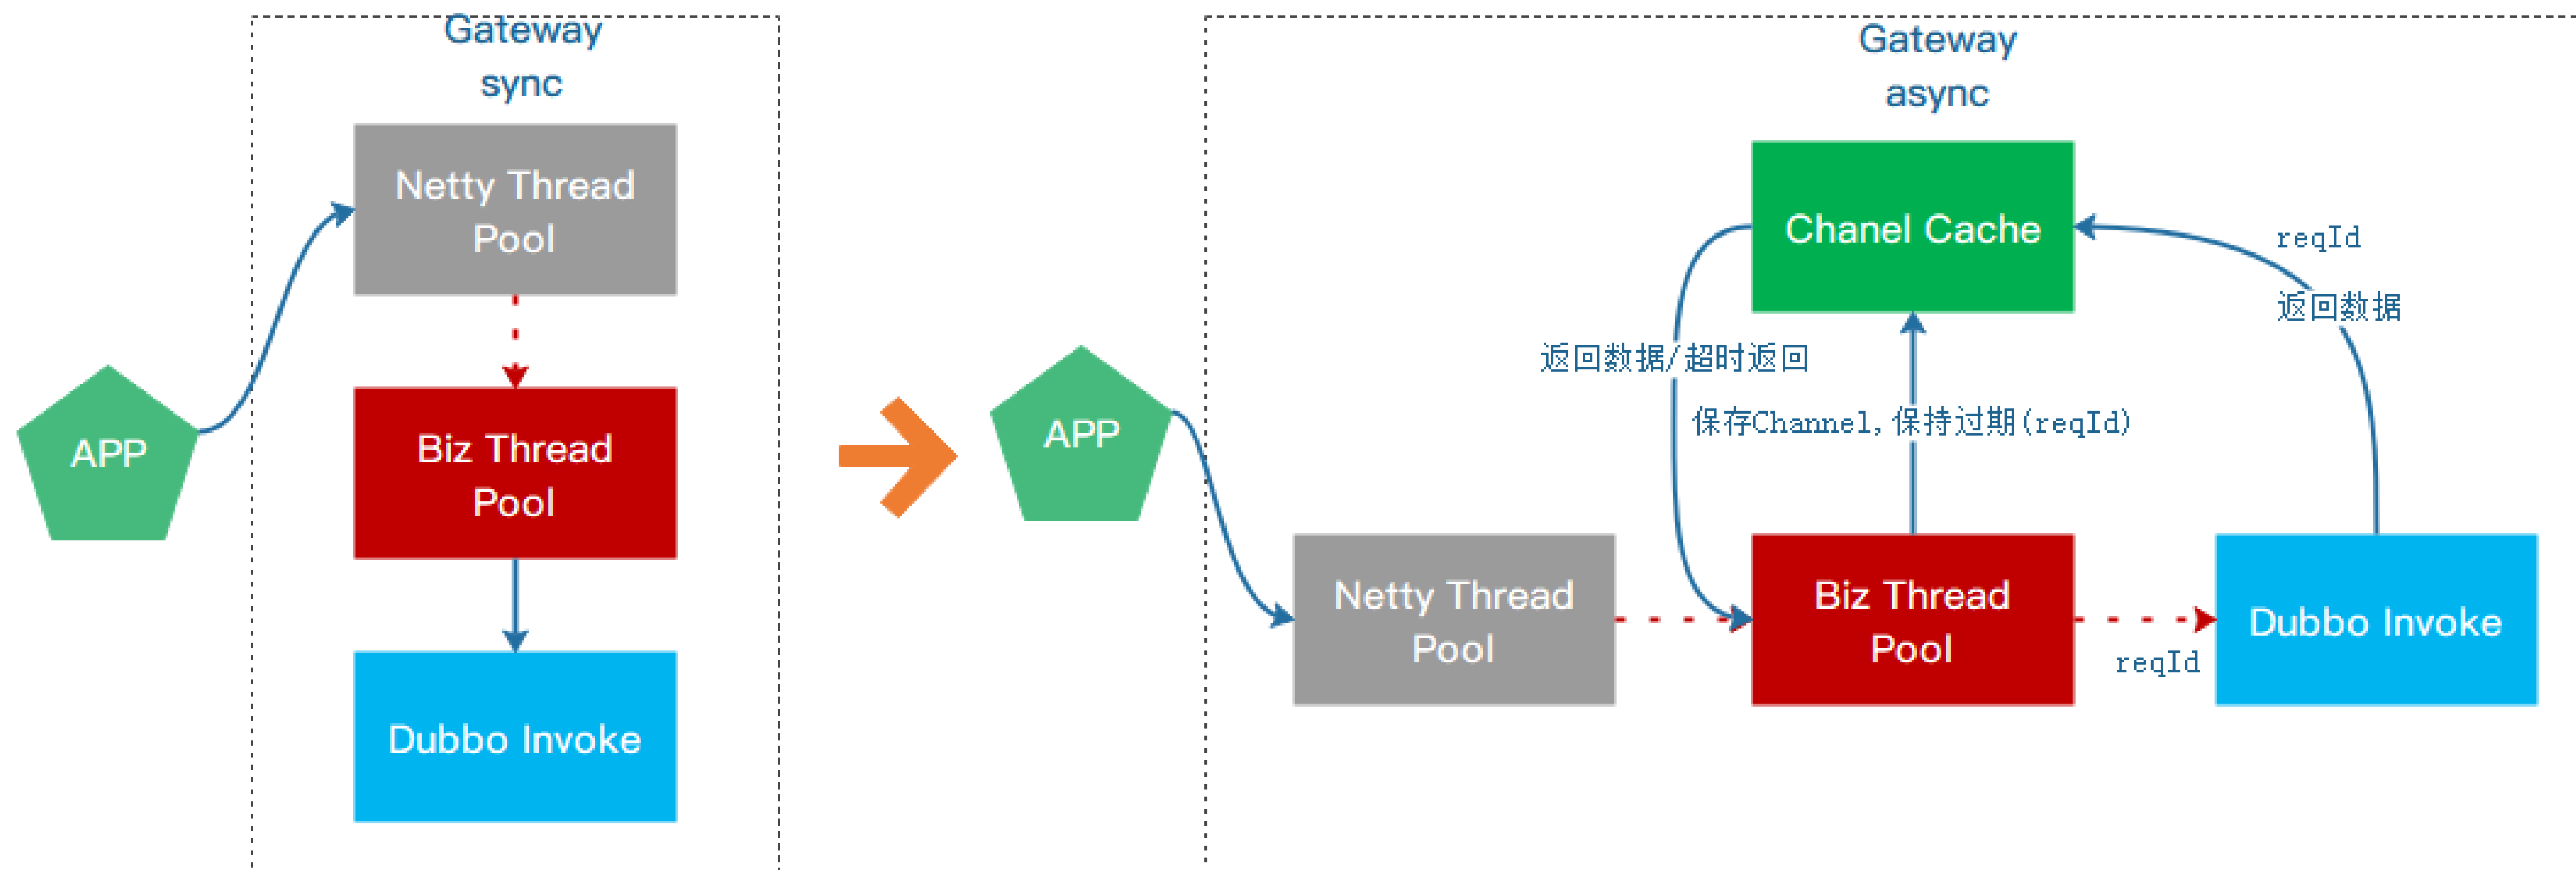 Gateway
sync
Netty Thread
Pool
APP
Biz Thread
Pool
Dubbo Invoke
Gateway
async
Chanel Cache
reqId
返回数据
返回数据/超时返回
保存Channel,保持过期(reqId)
APP
Netty Thread
Pool
Biz Thread
Pool
reqId
Dubbo Invoke